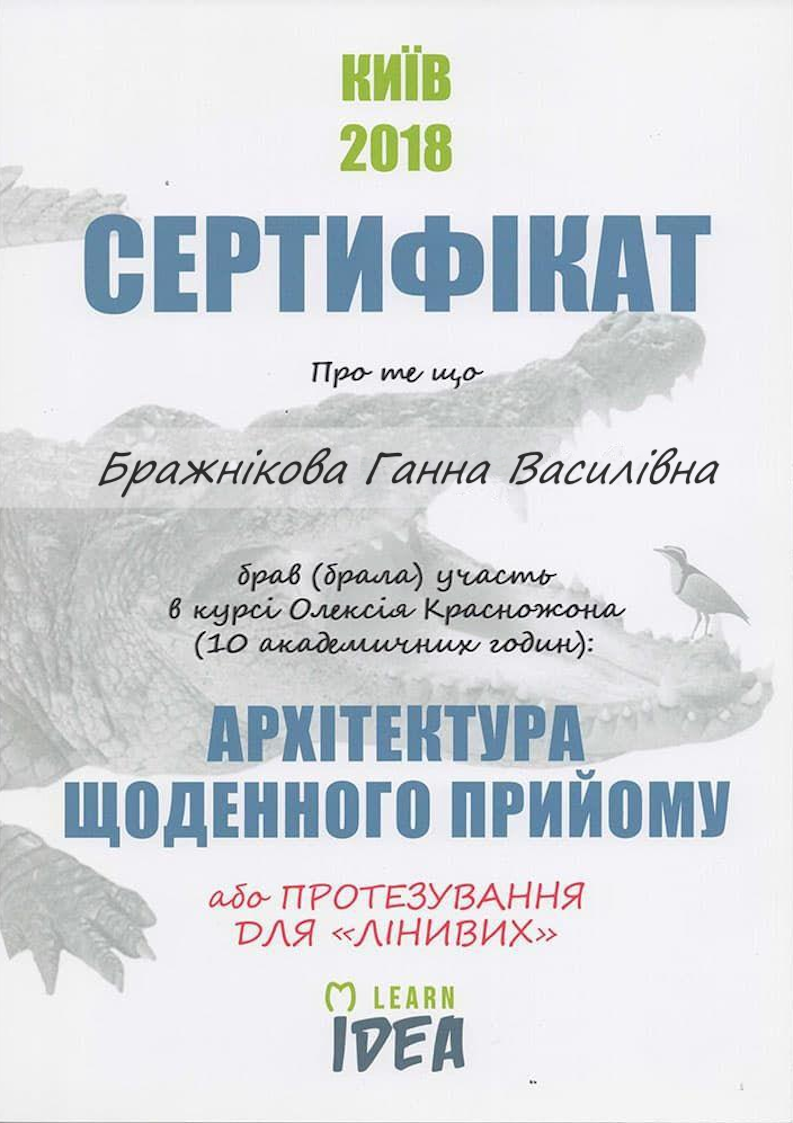 КИЇВ
2018
СЕРТИФІКАТ
Про те що
Бражнікова Ганна Василівна
брав (брала) участь
в курсі Олексія Красножона
(10 академичних годин):
АРХІТЕКТУРА
ЩОДЕННОГО ПРИЙОМУ
або ПРОТЕЗУВАННЯ
ДЛЯ «ЛІНИВИХ»
LEARN
IDEA